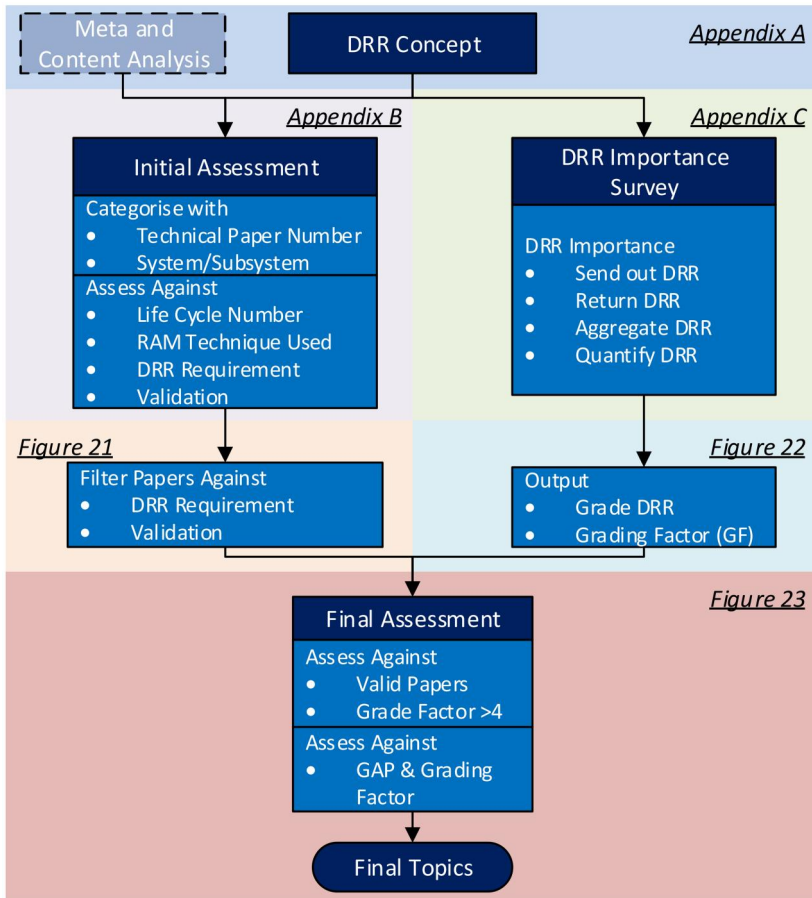 Meta and
Content Analysis
DRR Concept
Appendix A
Appendix B
Initial Assessment
Categorise with
• Technical Paper Number
• System/Subsystem
Assess Against
• Life Cycle Number
• RAM Technique Used
• DRR Requirement
• Validation
Appendix C
DRR Importance
Survey
DRR Importance
• Send out DRR
• Return DRR
• Aggregate DRR
• Quantify DRR
Figure 21
Filter Papers Against
• DRR Requirement
• Validation
Figure 22
Output
• Grade DRR
• Grading Factor (GF)
Figure 23
Final Assessment
Assess Against
• Valid Papers
• Grade Factor >4
Assess Against
• GAP & Grading
Factor
Final Topics